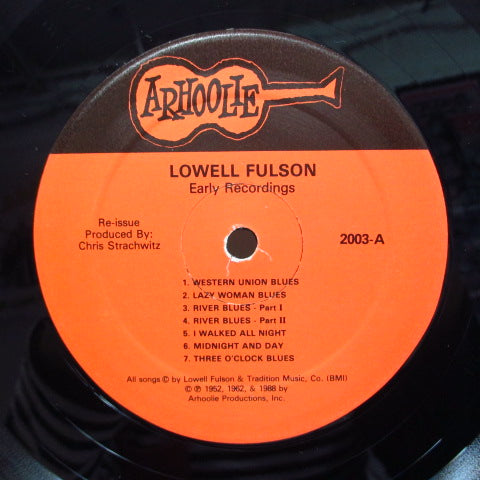 ARHOOLIE
LOWELL FULSON
Early Recordings
Re-issue
Produced By:
Chris Strachwitz
2003-A
1. WESTERN UNION BLUES
2. LAZY WOMAN BLUES
3. RIVER BLUES - Part I
4. RIVER BLUES - Part II
5. I WALKED ALL NIGHT
6. MIDNIGHT AND DAY
7. THREE O'CLOCK BLUES
All songs © by Lowell Fulson & Tradition Music, Co. (BMI)
© ℗ 1952, 1962, & 1988 by
Arhoolie Productions, Inc.